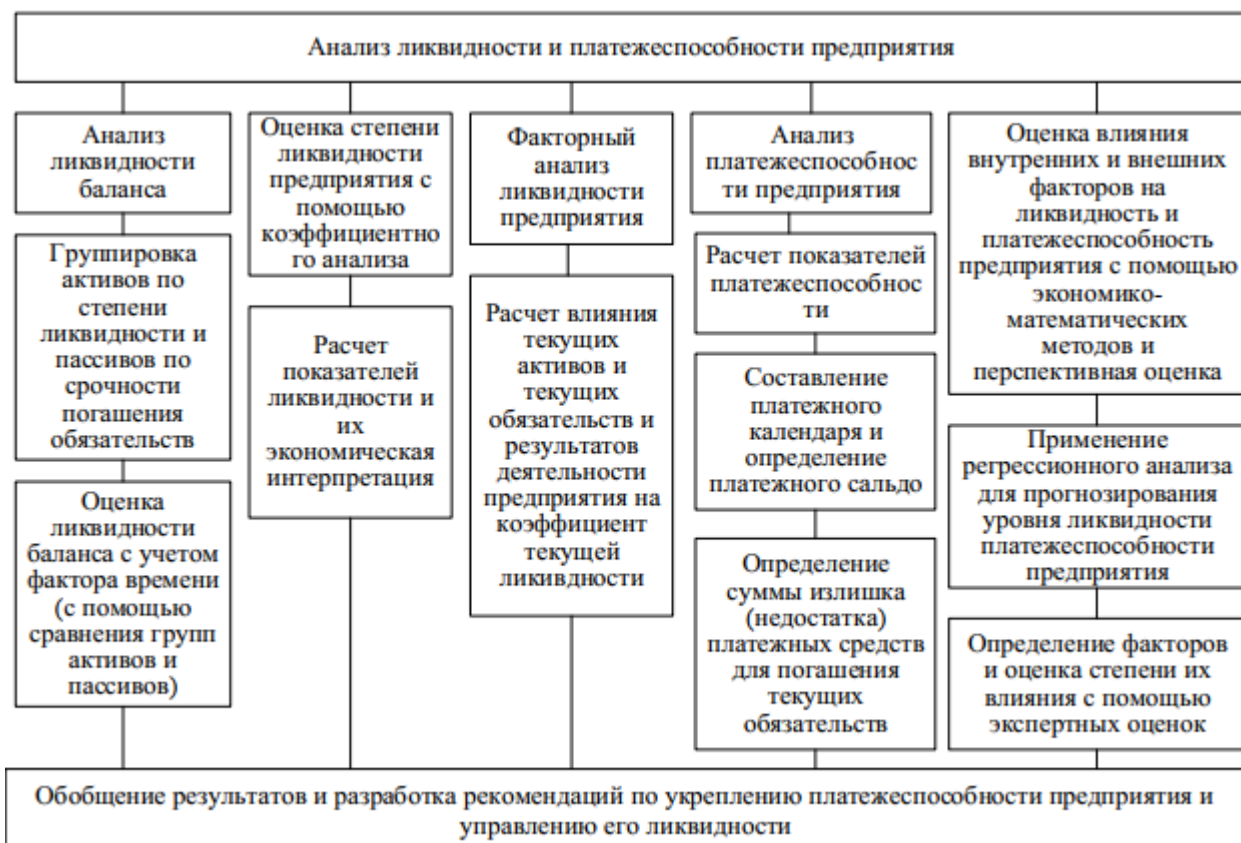 Анализ ликвидности и платежеспособности предприятия
Анализ
ликвидности
баланса
Группировка
активов по
степени
ликвидности и
пассивов по
срочности
погашения
обязательств
Оценка
ликвидности
баланса с учетом
фактора времени
(с помощью
сравнения групп
активов и
пассивов)
Оценка степени
ликвидности
предприятия с
помощью
коэффициентно
го анализа
Расчет
показателей
ликвидности и
их
экономическая
интерпретация
Факторный
анализ
ликвидности
предприятия
Расчет влияния
текущих
активов и
текущих
обязательств и
результатов
деятельности
предприятия на
коэффициент
текущей
ликивдности
Анализ
платежеспособнос
ти предприятия
Расчет показателей
платежеспособнос
ти
Составление
платежного
календаря и
определение
платежного сальдо
Определение
суммы излишка
(недостатка)
платежных средств
для погашения
текущих
обязательств
Оценка влияния
внутренних и внешних
факторов на
ликвидность и
платежеспособность
предприятия с помощью
экономико-
математических
методов и
перспективная оценка
Применение
регрессионного анализа
для прогнозирования
уровня ликвидности
платежеспособности
предприятия
Определение факторов
и оценка степени их
влияния с помощью
экспертных оценок
Обобщение результатов и разработка рекомендаций по укреплению платежеспособности предприятия и
управлению его ликвидности